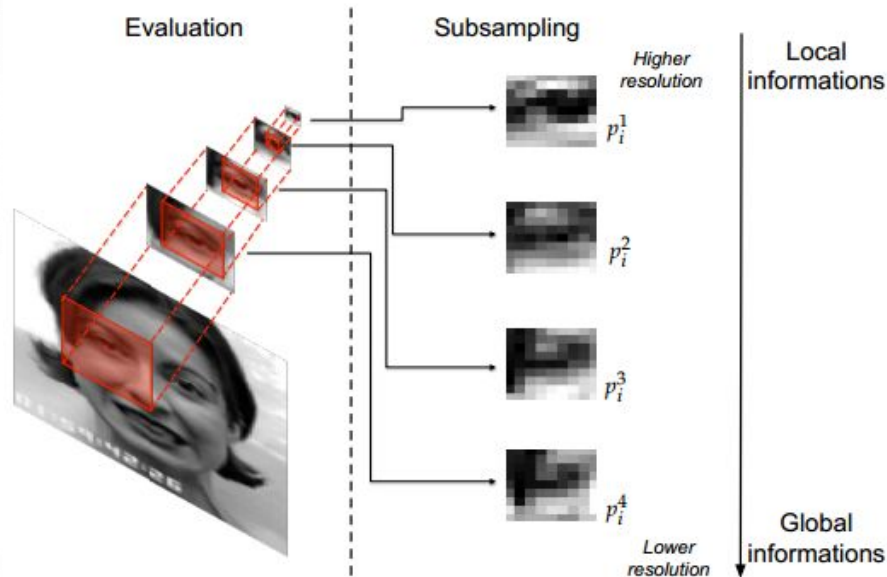 Evaluation
Subsampling
Higher
resolution
Local
informations
p_i^1
p_i^2
p_i^3
p_i^4
Lower
resolution
Global
informations